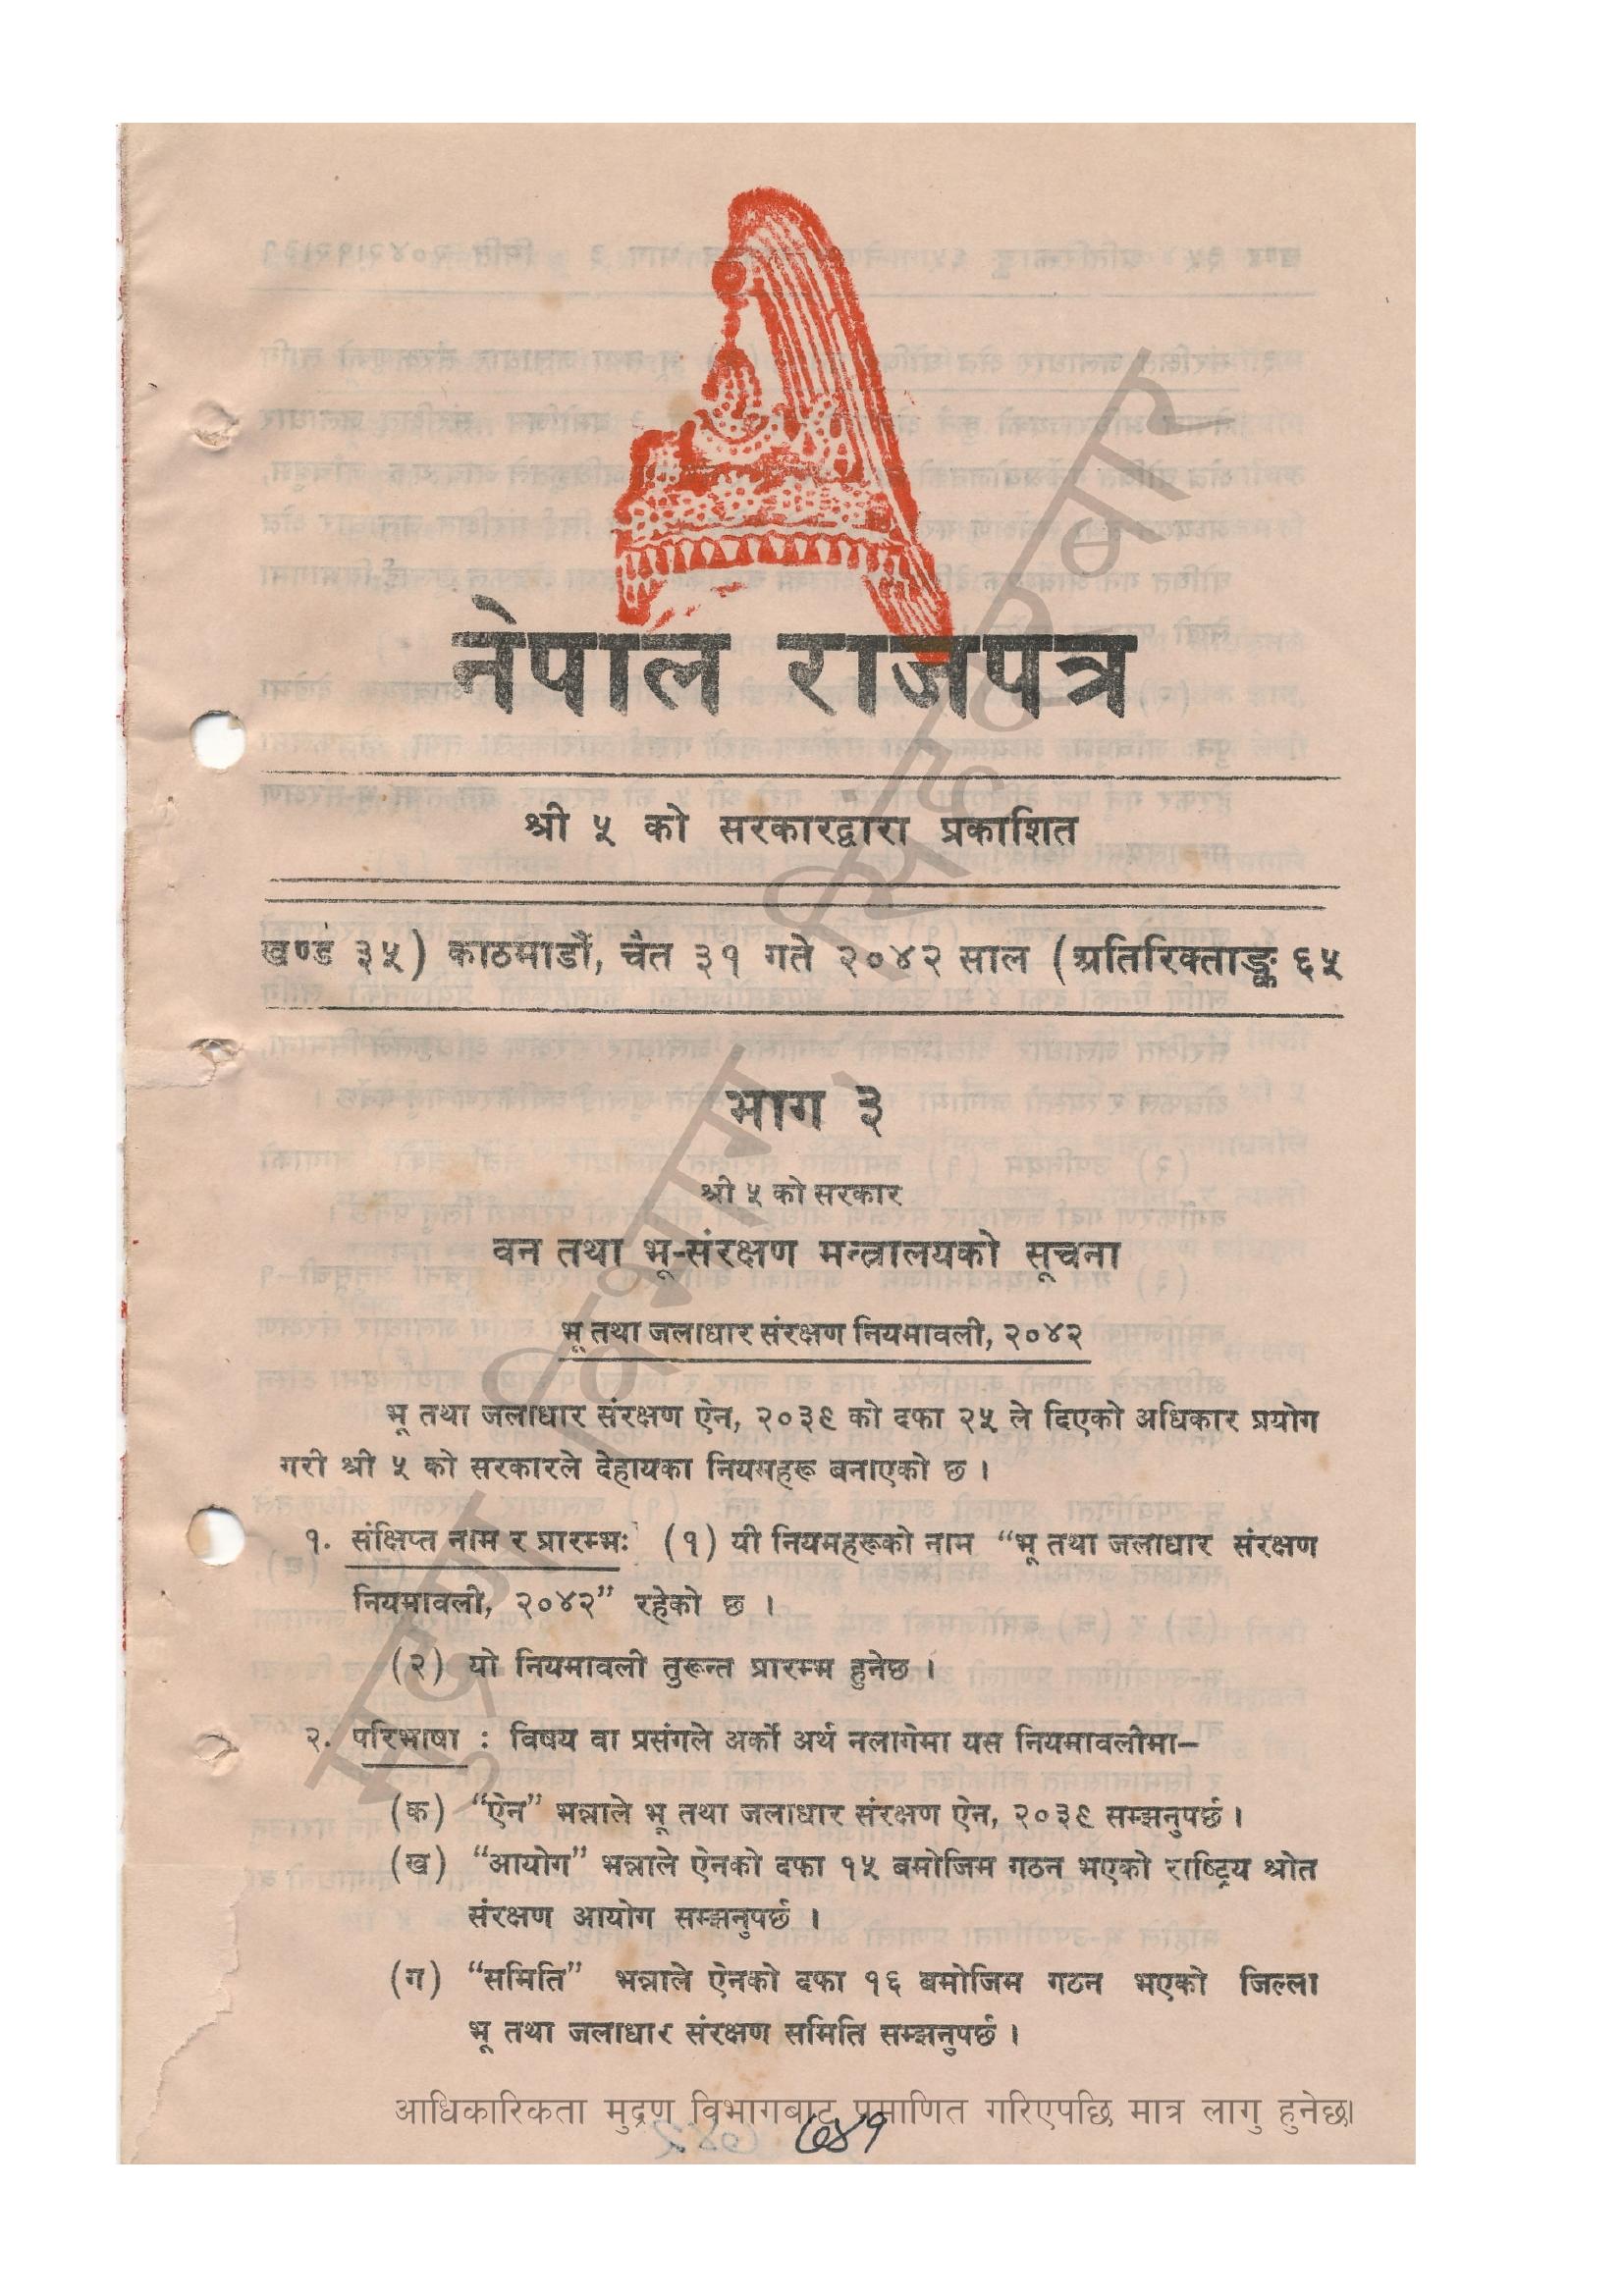 नेपाल राजपत्र
श्री ५ को सरकारद्वारा प्रकाशित
खण्ड ३५) काठमाडौं, चैत ३१ गते २०४२ साल (अतिरिक्ताङ्क ६५
भाग ३
श्री ५ को सरकार
वन तथा भू-संरक्षण मन्त्रालयको सूचना
भू तथा जलाधार संरक्षण नियमावली, २०४२
भू तथा जलाधार संरक्षण ऐन, २०३९ को दफा २५ ले दिएको अधिकार प्रयोग
गरी श्री ५ को सरकारले देहायका नियमहरू बनाएको छ ।
१. संक्षिप्त नाम र प्रारम्भः (१) यी नियमहरूको नाम “भू तथा जलाधार संरक्षण
नियमावली, २०४२” रहेको छ ।
(२) यो नियमावली तुरून्त प्रारम्भ हुनेछ ।
२. परिभाषा : विषय वा प्रसंगले अर्को अर्थ नलागेमा यस नियमावलीमा–
(क) “ऐन” भन्नाले भू तथा जलाधार संरक्षण ऐन, २०३९ सम्झनुपर्छ ।
(ख) “आयोग” भन्नाले ऐनको दफा १५ बमोजिम गठन भएको राष्ट्रिय श्रोत
संरक्षण आयोग सम्झनुपर्छ ।
(ग) “समिति” भन्नाले ऐनको दफा १६ बमोजिम गठन भएको जिल्ला
भू तथा जलाधार संरक्षण समिति सम्झनुपर्छ ।
आधिकारिकता मुद्रण विभागबाट प्रमाणित गरिएपछि मात्र लागु हुनेछ।
७४१
मुद्रण विभाग, सिंहदरबार